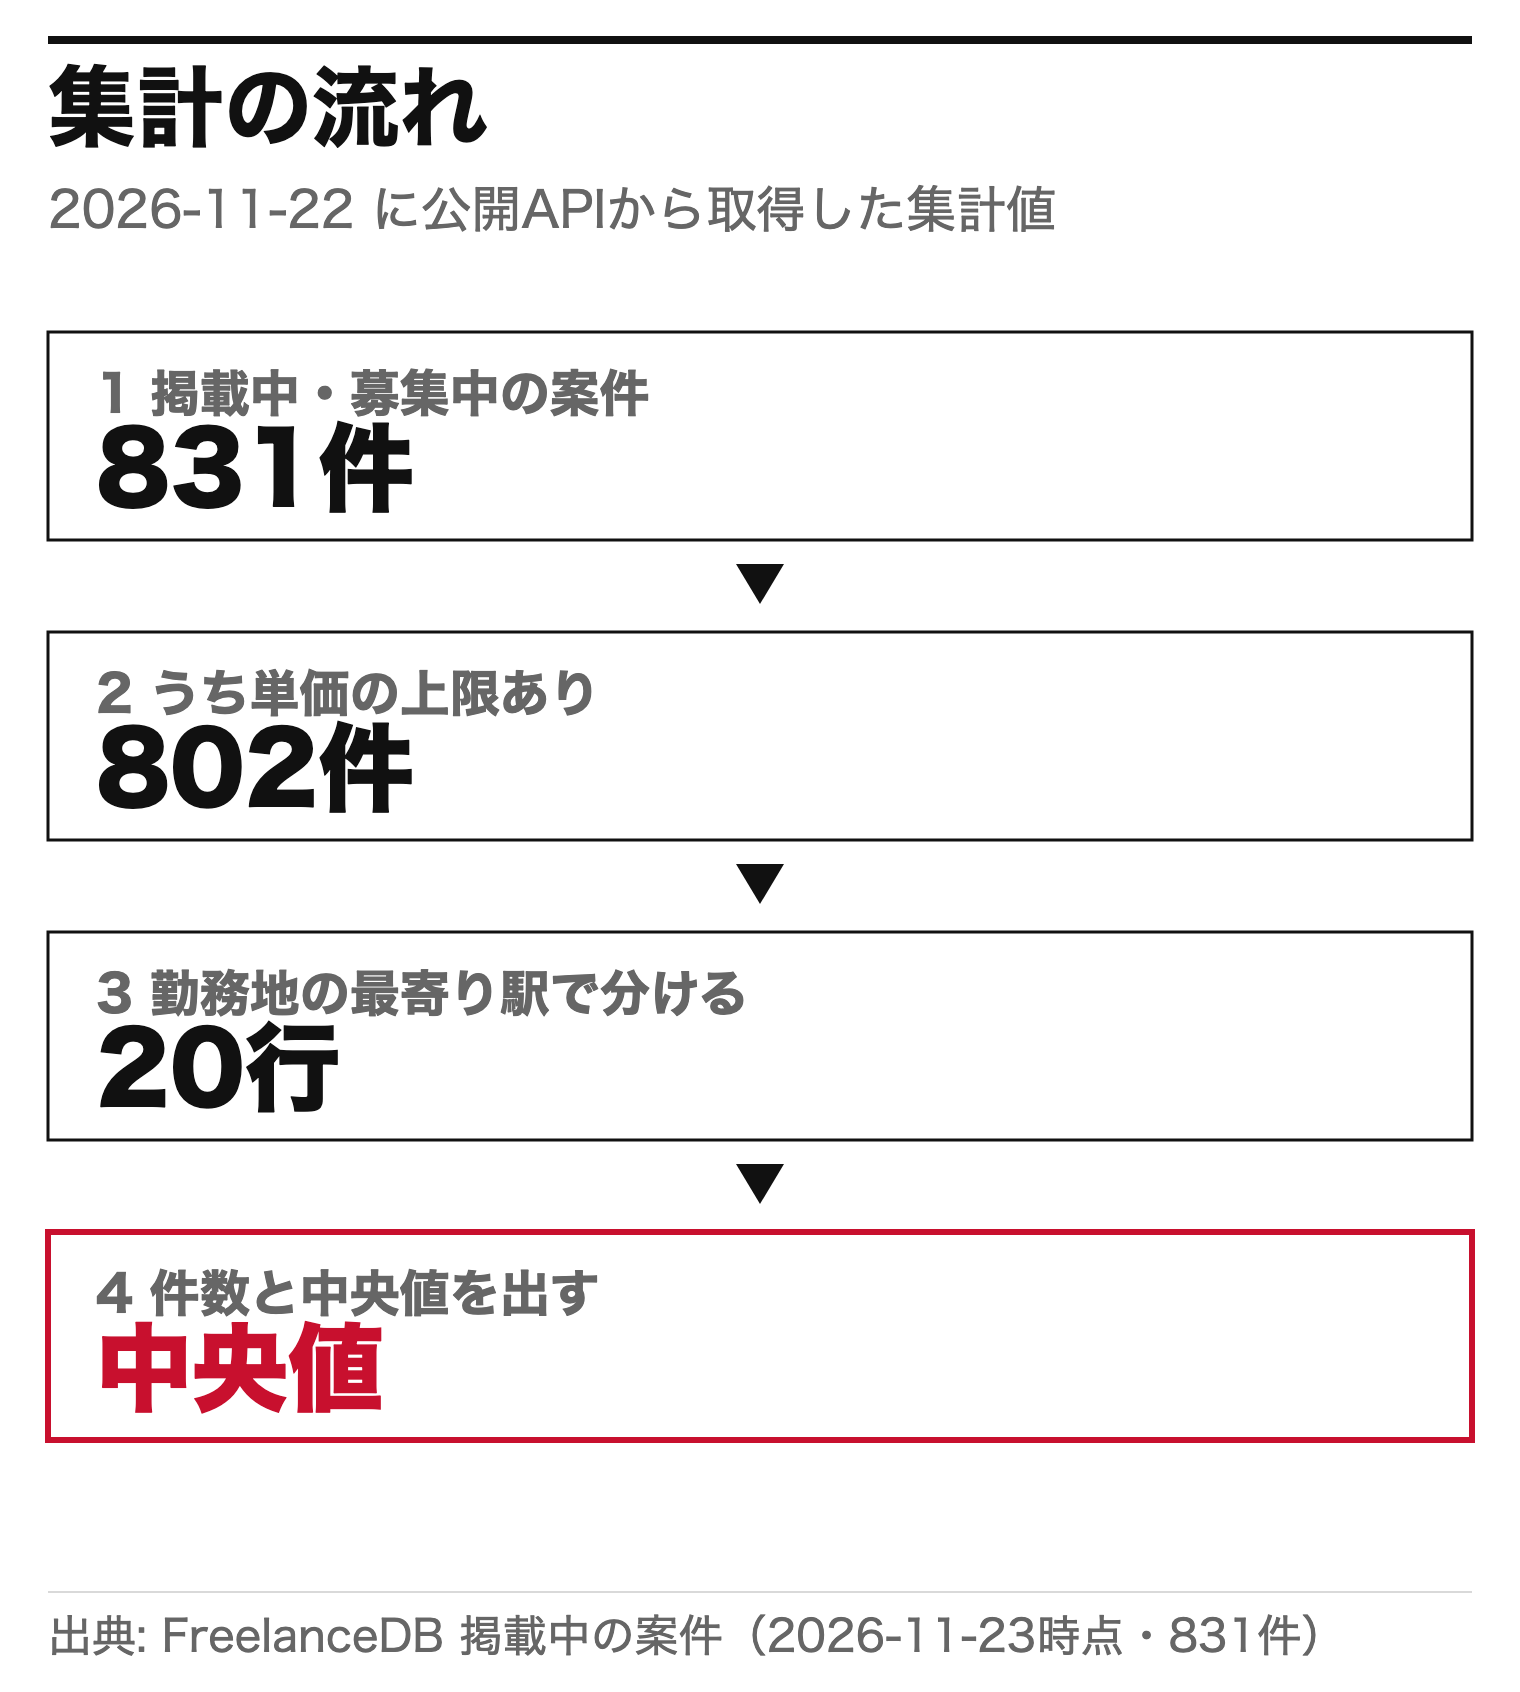 集計の流れ
2026-11-22 に公開APIから取得した集計値
1 掲載中・募集中の案件
831件
2 うち単価の上限あり
802件
3 勤務地の最寄り駅で分ける
20行
4 件数と中央値を出す
中央値
出典: FreelanceDB 掲載中の案件（2026-11-23時点・831件）